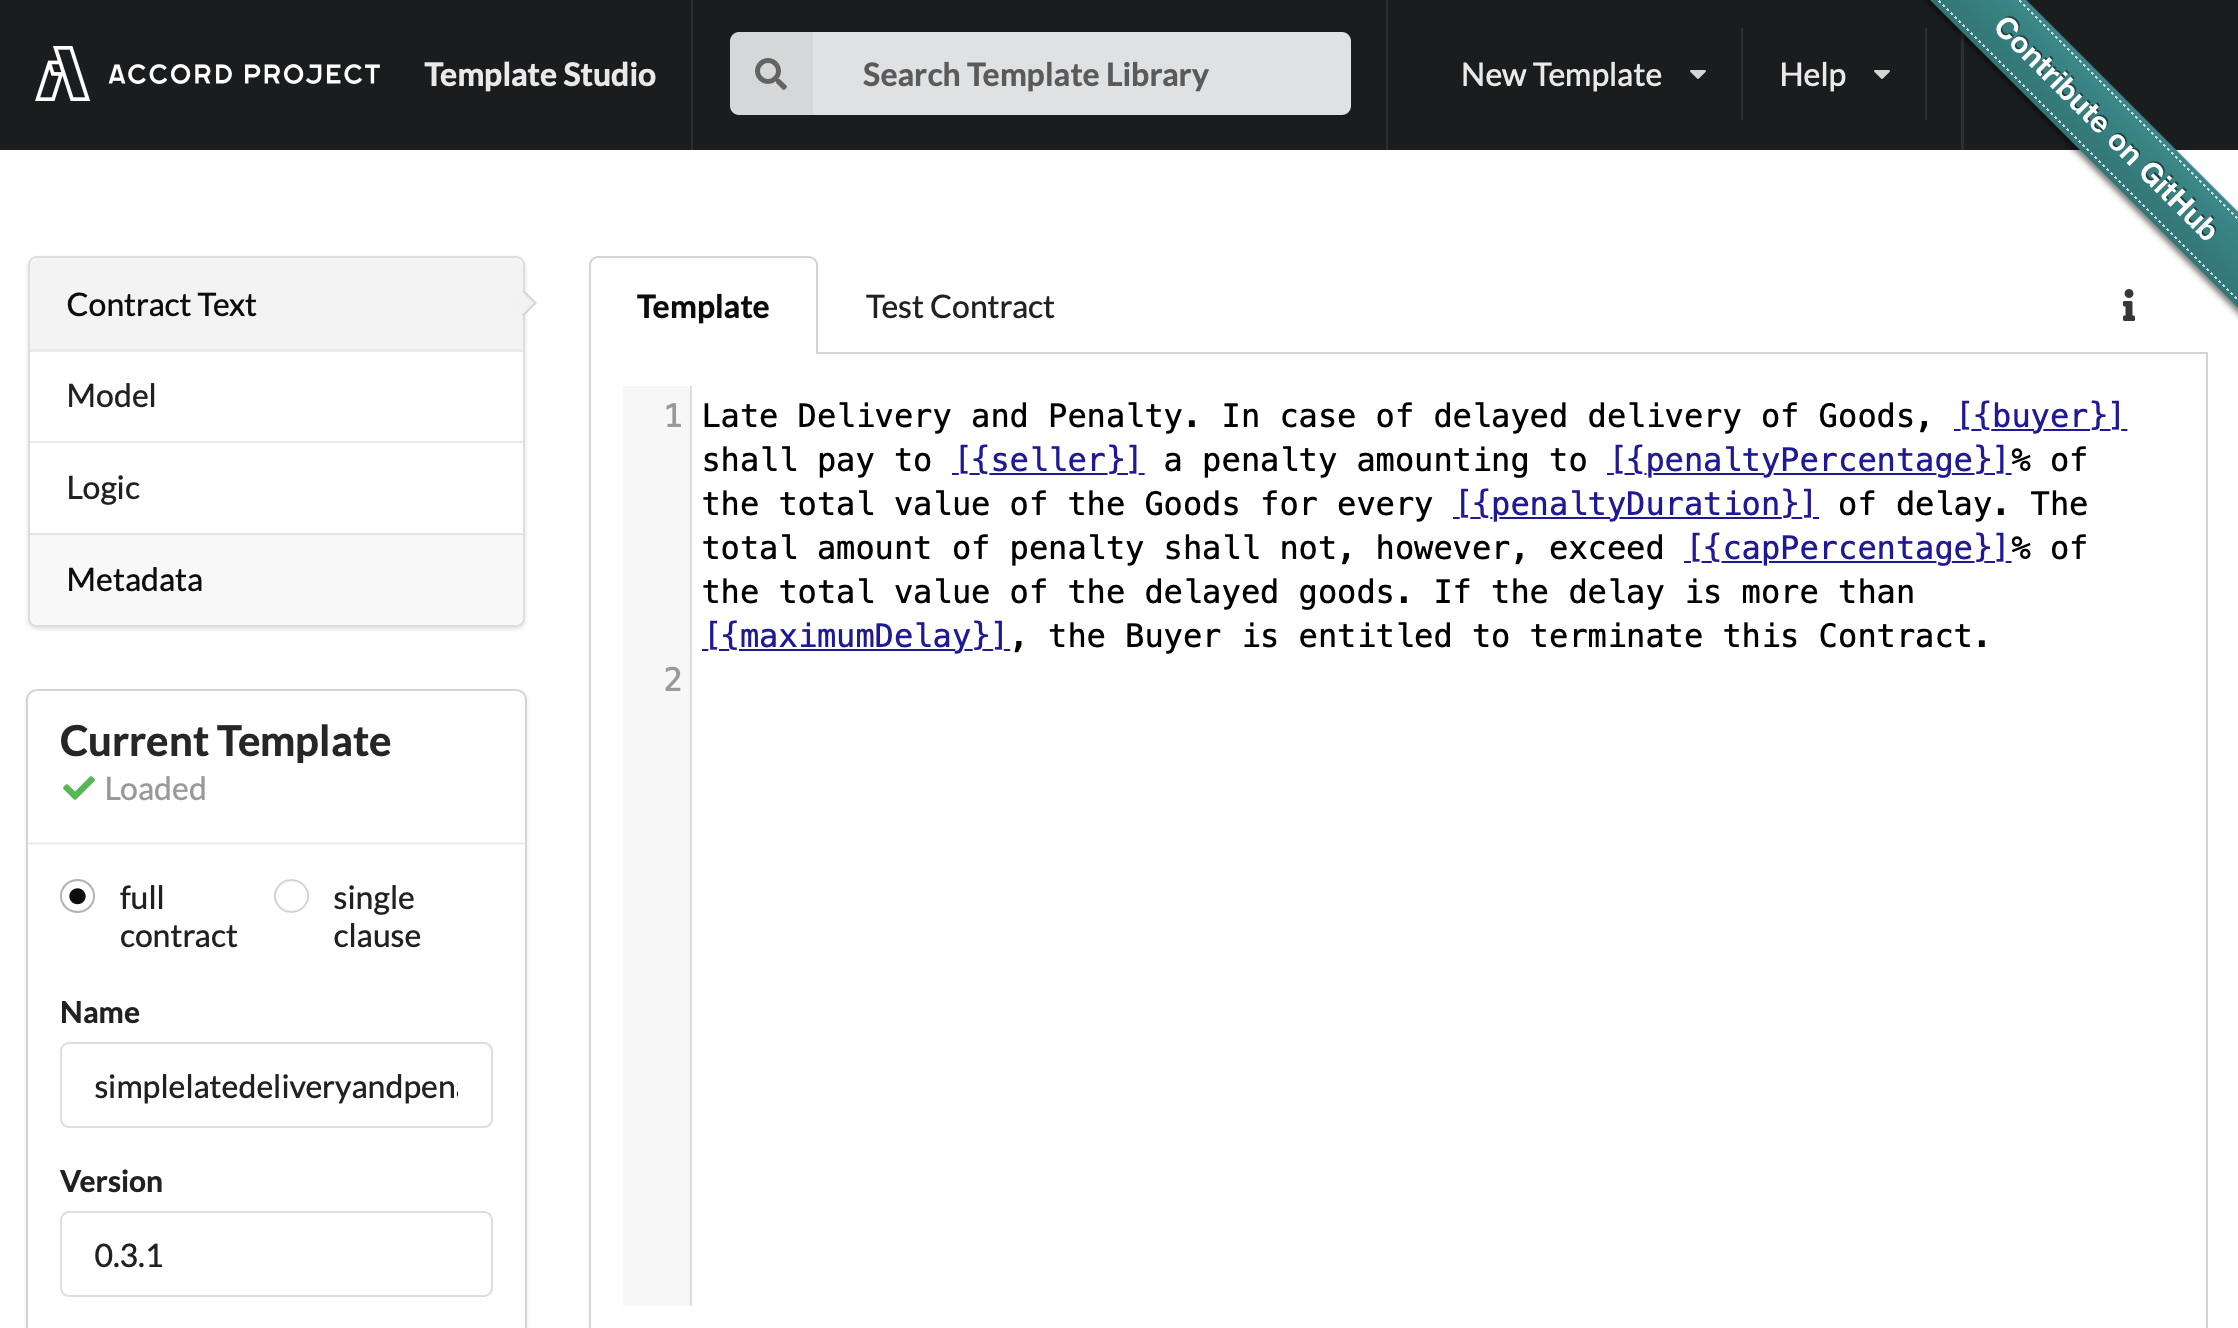 ACCORD PROJECT Template Studio
Search Template Library
New Template
Help
Contribute on GitHub
Contract Text
Model
Logic
Metadata
Current Template
Loaded
full contract
single clause
Name
simplelatedeliveryandpen
Version
0.3.1
Template
Test Contract
1 Late Delivery and Penalty. In case of delayed delivery of Goods, [{buyer}]
shall pay to [{seller}] a penalty amounting to [{penaltyPercentage}]% of
the total value of the Goods for every [{penaltyDuration}] of delay. The
total amount of penalty shall not, however, exceed [{capPercentage}]% of
the total value of the delayed goods. If the delay is more than
[{maximumDelay}], the Buyer is entitled to terminate this Contract.
2